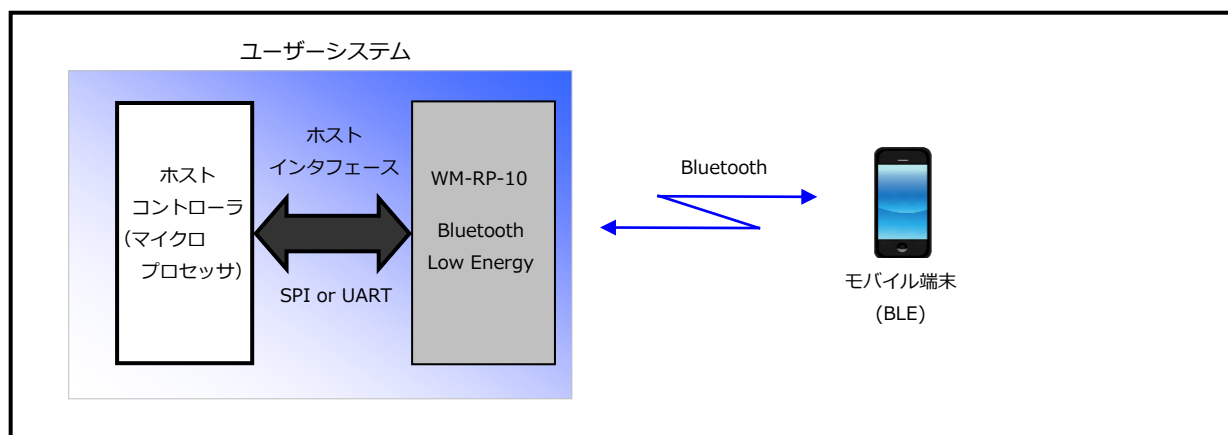 ユーザーシステム
ホスト
コントローラ
(マイクロ
プロセッサ)
ホスト
インタフェース
SPI or UART
WM-RP-10
Bluetooth
Low Energy
Bluetooth
モバイル端末
(BLE)